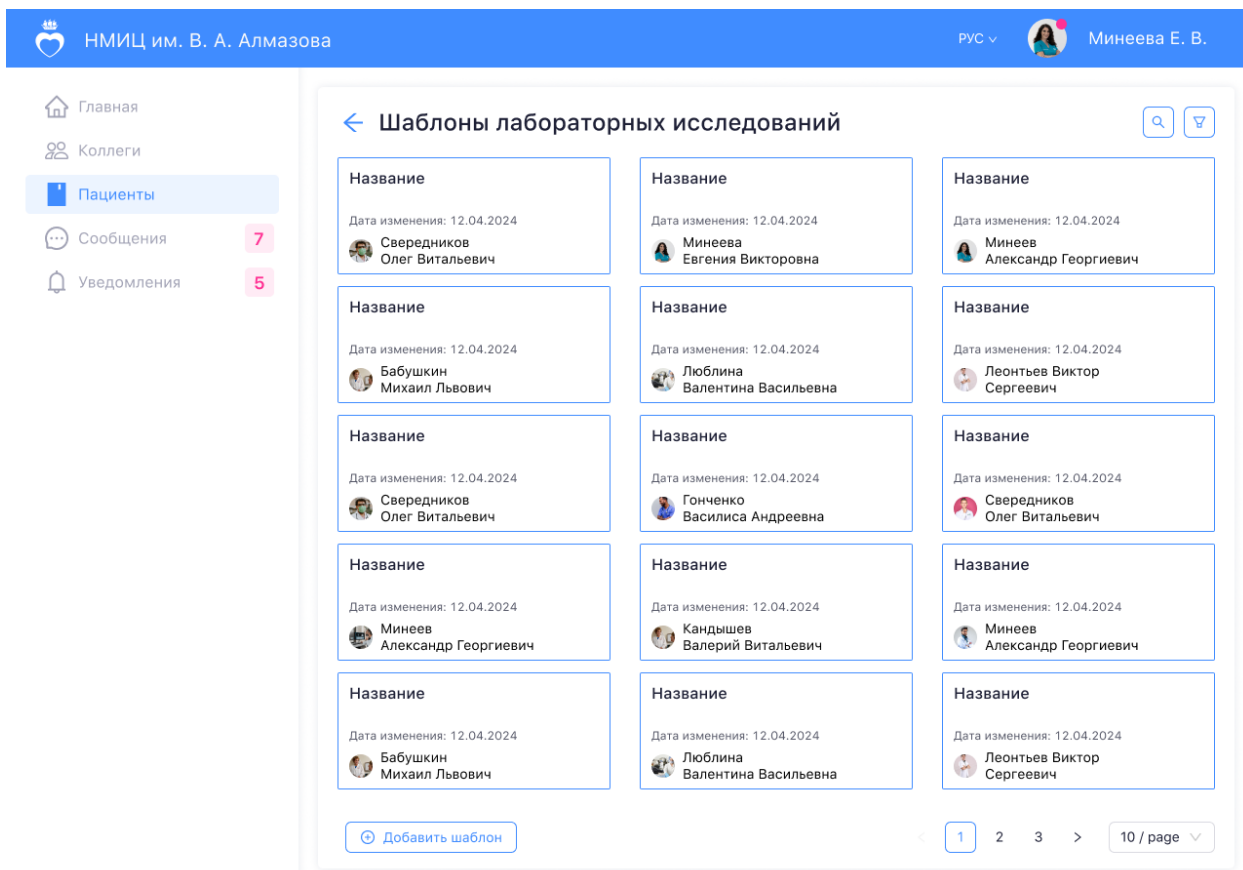 НМИЦ им. В. А. Алмазова
РУС
Минеева Е. В.
Главная
Коллеги
Пациенты
Сообщения 7
Уведомления 5
Шаблоны лабораторных исследований
Название
Дата изменения: 12.04.2024
Свередников
Олег Витальевич
Название
Дата изменения: 12.04.2024
Минеева
Евгения Викторовна
Название
Дата изменения: 12.04.2024
Минеев
Александр Георгиевич
Название
Дата изменения: 12.04.2024
Бабушкин
Михаил Львович
Название
Дата изменения: 12.04.2024
Люблина
Валентина Васильевна
Название
Дата изменения: 12.04.2024
Леонтьев Виктор
Сергеевич
Название
Дата изменения: 12.04.2024
Свередников
Олег Витальевич
Название
Дата изменения: 12.04.2024
Гонченко
Василиса Андреевна
Название
Дата изменения: 12.04.2024
Свередников
Олег Витальевич
Название
Дата изменения: 12.04.2024
Минеев
Александр Георгиевич
Название
Дата изменения: 12.04.2024
Кандышев
Валерий Витальевич
Название
Дата изменения: 12.04.2024
Минеев
Александр Георгиевич
Название
Дата изменения: 12.04.2024
Бабушкин
Михаил Львович
Название
Дата изменения: 12.04.2024
Люблина
Валентина Васильевна
Название
Дата изменения: 12.04.2024
Леонтьев Виктор
Сергеевич
Добавить шаблон
< 1 2 3 > 10 / page